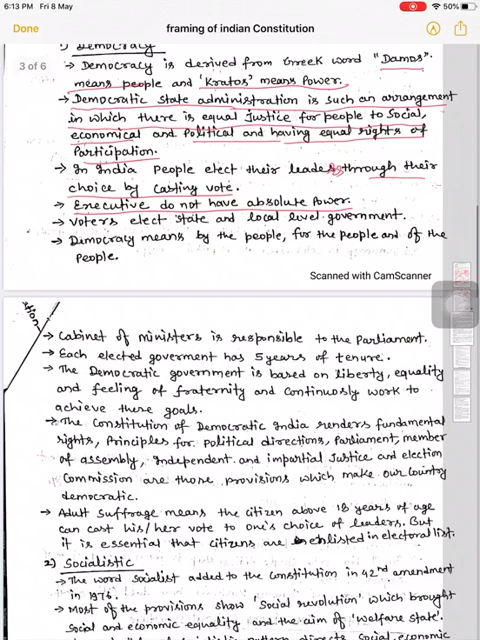 6:13 PM Fri 8 May
50%
Done
framing of indian Constitution
3 of 6
1) Democracy
→ Democracy is derived from Greek word "Damos".
means people and 'Kratos' means Power.
→ Democratic state administration is such an arrangement
in which there is equal Justice for people to Social,
economical and Political and having equal rights of
Participation.
→ In India People elect their leaders through their
choice by casting vote.
→ Executive do not have absolute Power.
→ Voters elect state and local level government.
→ Democracy means by the people, for the people and of the
People.
Scanned with CamScanner
→ Cabinet of ministers is responsible to the Parliament.
→ Each elected goverment has 5 years of tenure.
→ The Democratic government is based on liberty, equality
and feeling of fraternity and continuosly work to
achieve there goals.
→ The Constitution of Democratic India renders fundamental
rights, Principles for Political directions, Parliament, member
of assembly, Independent and impartial Justice and election
Commission are those provisions which make our Country
democratic.
→ Adult Suffrage means the citizen above 18 years of age
can cast his/her vote to one's choice of leaders. But
it is essential that citizens are enlisted in electoral list.
2) Socialistic
→ The word socialist added to the constitution in 42nd amendment
in 1976.
→ Most of the provisions show 'Social revolution' which brought
Social and economic equality and the aim of 'Welfare State'.
directs Social, economic